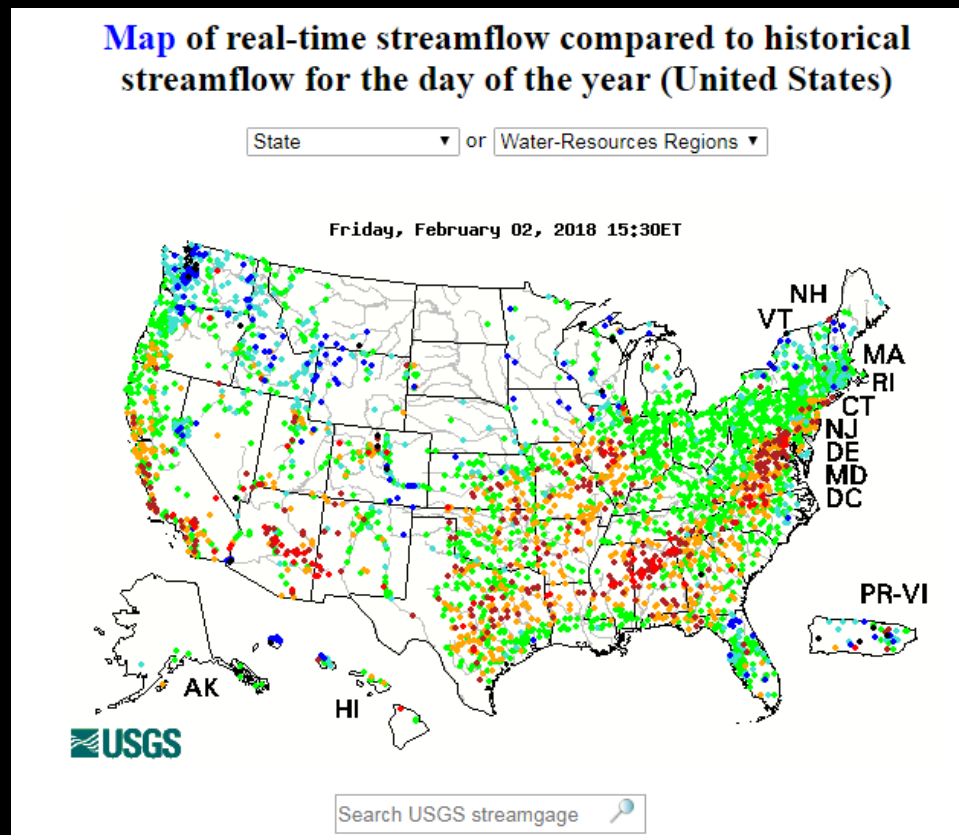 Map of real-time streamflow compared to historical
streamflow for the day of the year (United States)
State or Water-Resources Regions
Friday, February 02, 2018 15:30ET
NH
VT
MA
RI
CT
NJ
DE
MD
DC
PR-VI
AK
HI
USGS
Search USGS streamgage